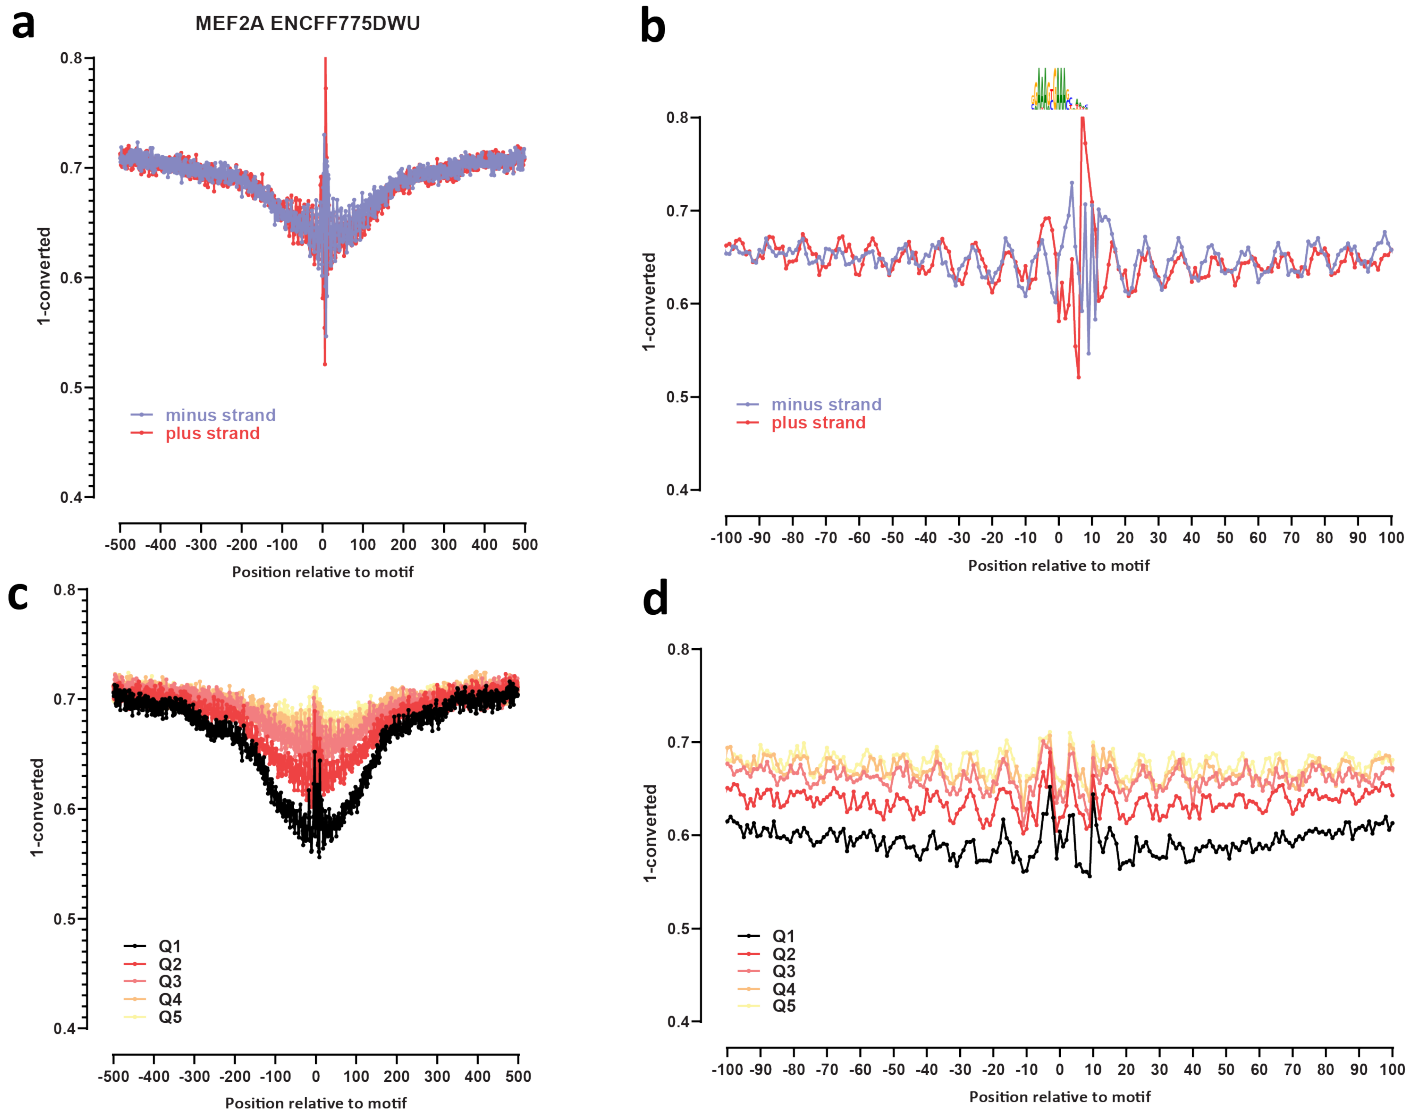 a
MEF2A ENCFF775DWU
0.8
0.7
0.6
0.5
0.4
1-converted
minus strand
plus strand
-500 -400 -300 -200 -100 0 100 200 300 400 500
Position relative to motif
b
0.8
0.7
0.6
0.5
0.4
1-converted
minus strand
plus strand
-100 -90 -80 -70 -60 -50 -40 -30 -20 -10 0 10 20 30 40 50 60 70 80 90 100
Position relative to motif
c
0.8
0.7
0.6
0.5
0.4
1-converted
Q1
Q2
Q3
Q4
Q5
-500 -400 -300 -200 -100 0 100 200 300 400 500
Position relative to motif
d
0.8
0.7
0.6
0.5
0.4
1-converted
Q1
Q2
Q3
Q4
Q5
-100 -90 -80 -70 -60 -50 -40 -30 -20 -10 0 10 20 30 40 50 60 70 80 90 100
Position relative to motif